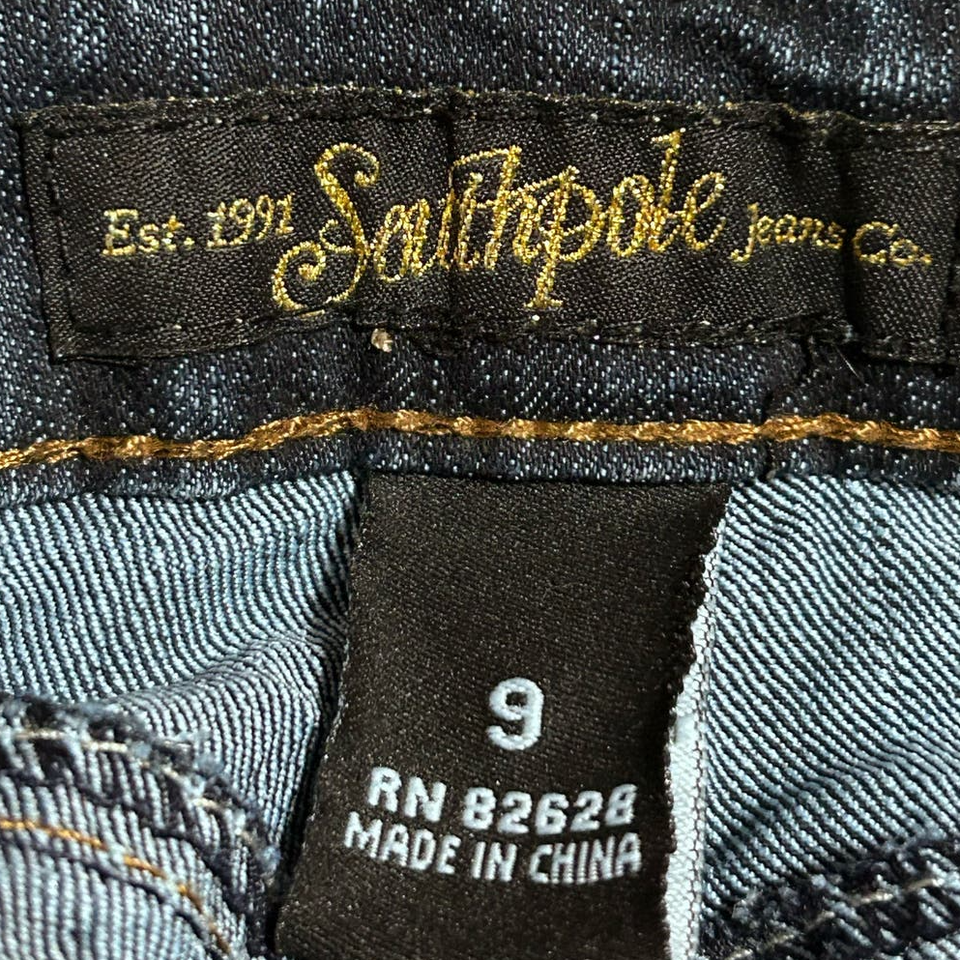 Est. 1991 Southpole Jeans Co.
9
RN 82628
MADE IN CHINA